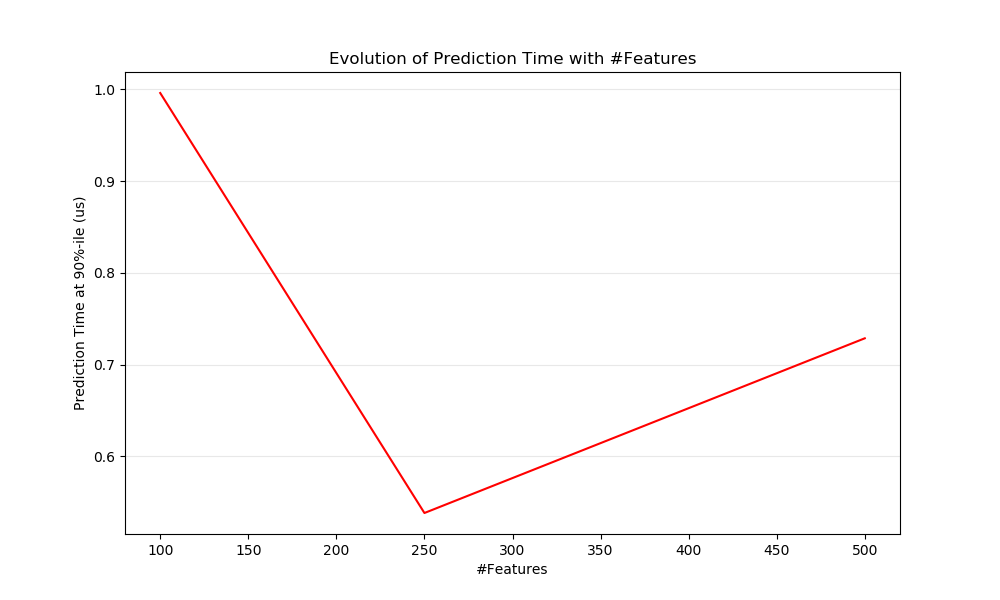 Evolution of Prediction Time with #Features
1.0
0.9
0.8
0.7
0.6
Prediction Time at 90%-ile (us)
100 150 200 250 300 350 400 450 500
#Features